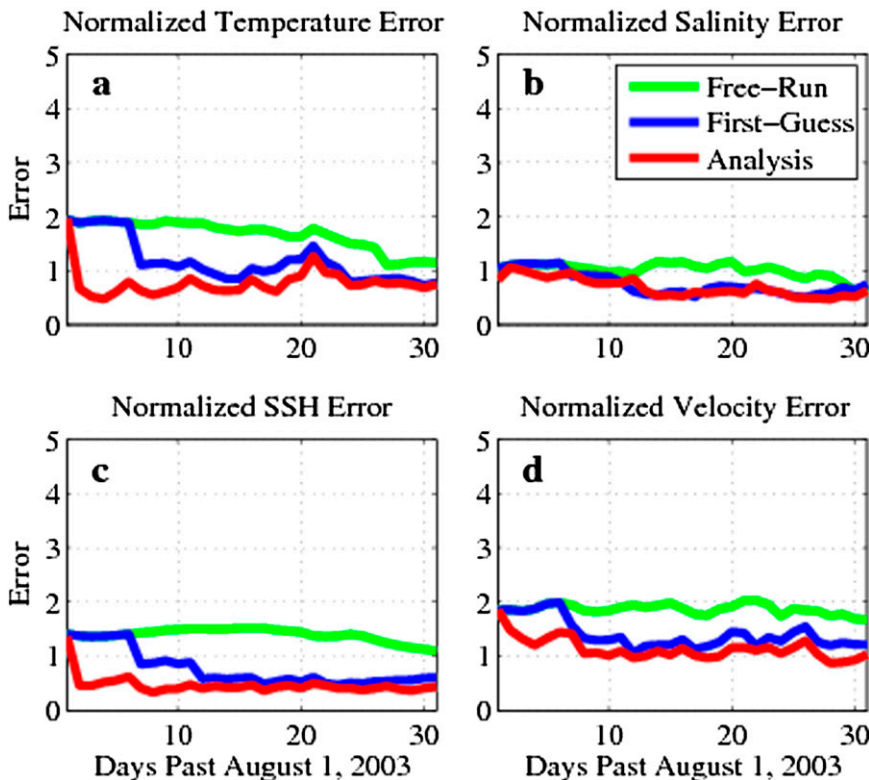 Normalized Temperature Error
Normalized Salinity Error
5
4
3
2
1
0
Error
a
10
20
30
5
4
3
2
1
0
b
Free-Run
First-Guess
Analysis
10
20
30
Normalized SSH Error
Normalized Velocity Error
5
4
3
2
1
0
Error
c
10
20
30
Days Past August 1, 2003
5
4
3
2
1
0
d
10
20
30
Days Past August 1, 2003